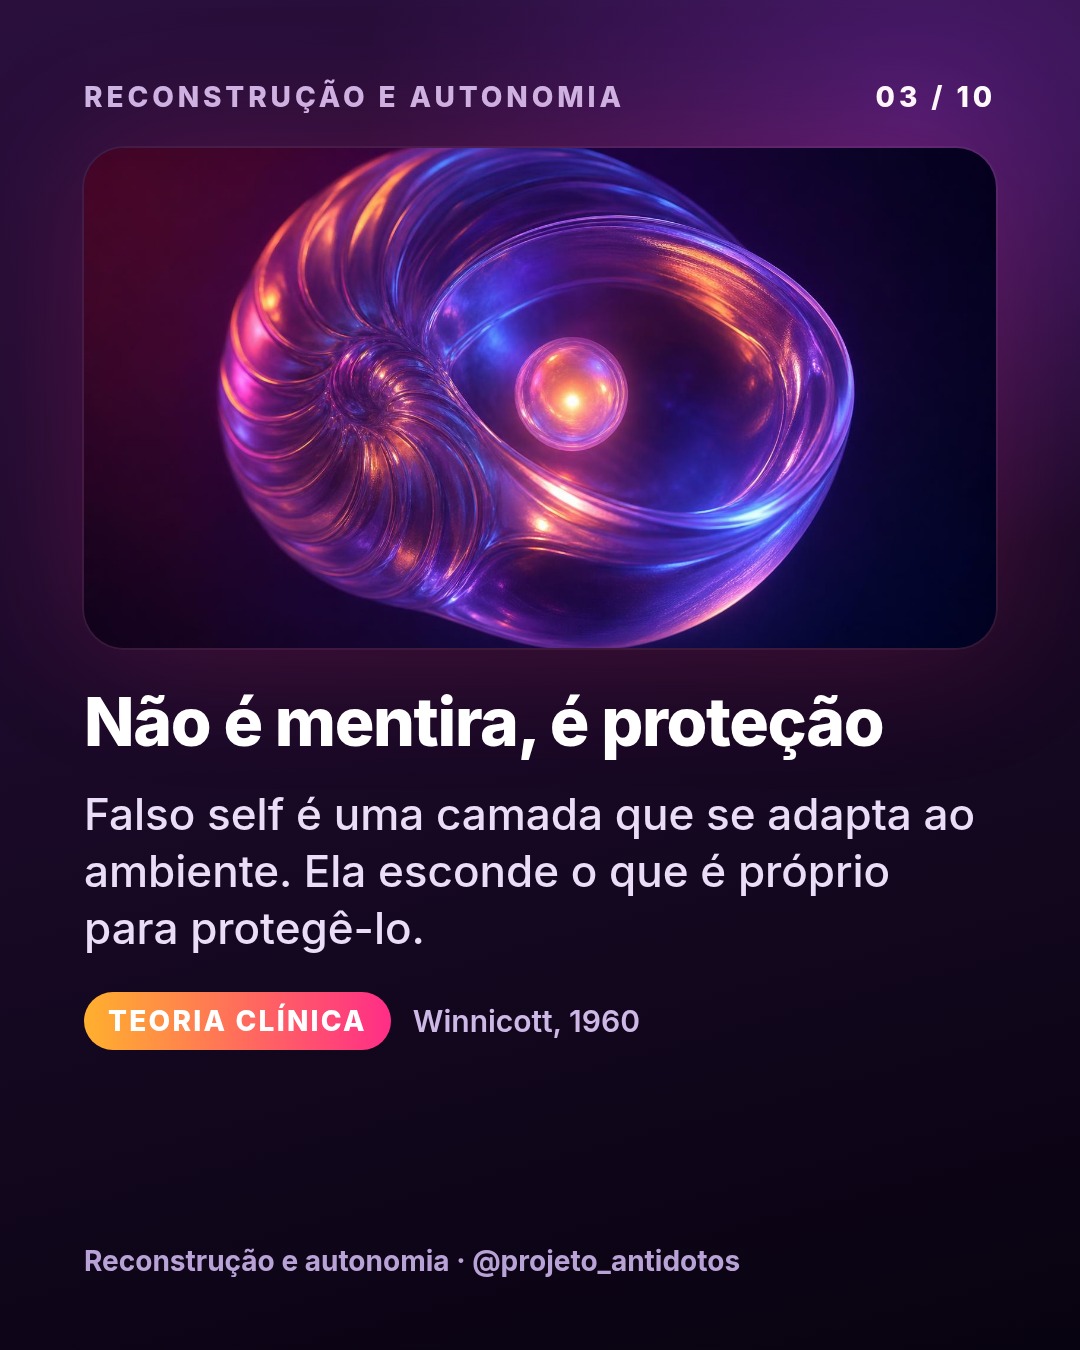 RECONSTRUÇÃO E AUTONOMIA
03 / 10
Não é mentira, é proteção
Falso self é uma camada que se adapta ao
ambiente. Ela esconde o que é próprio
para protegê-lo.
TEORIA CLÍNICA
Winnicott, 1960
Reconstrução e autonomia · @projeto_antidotos